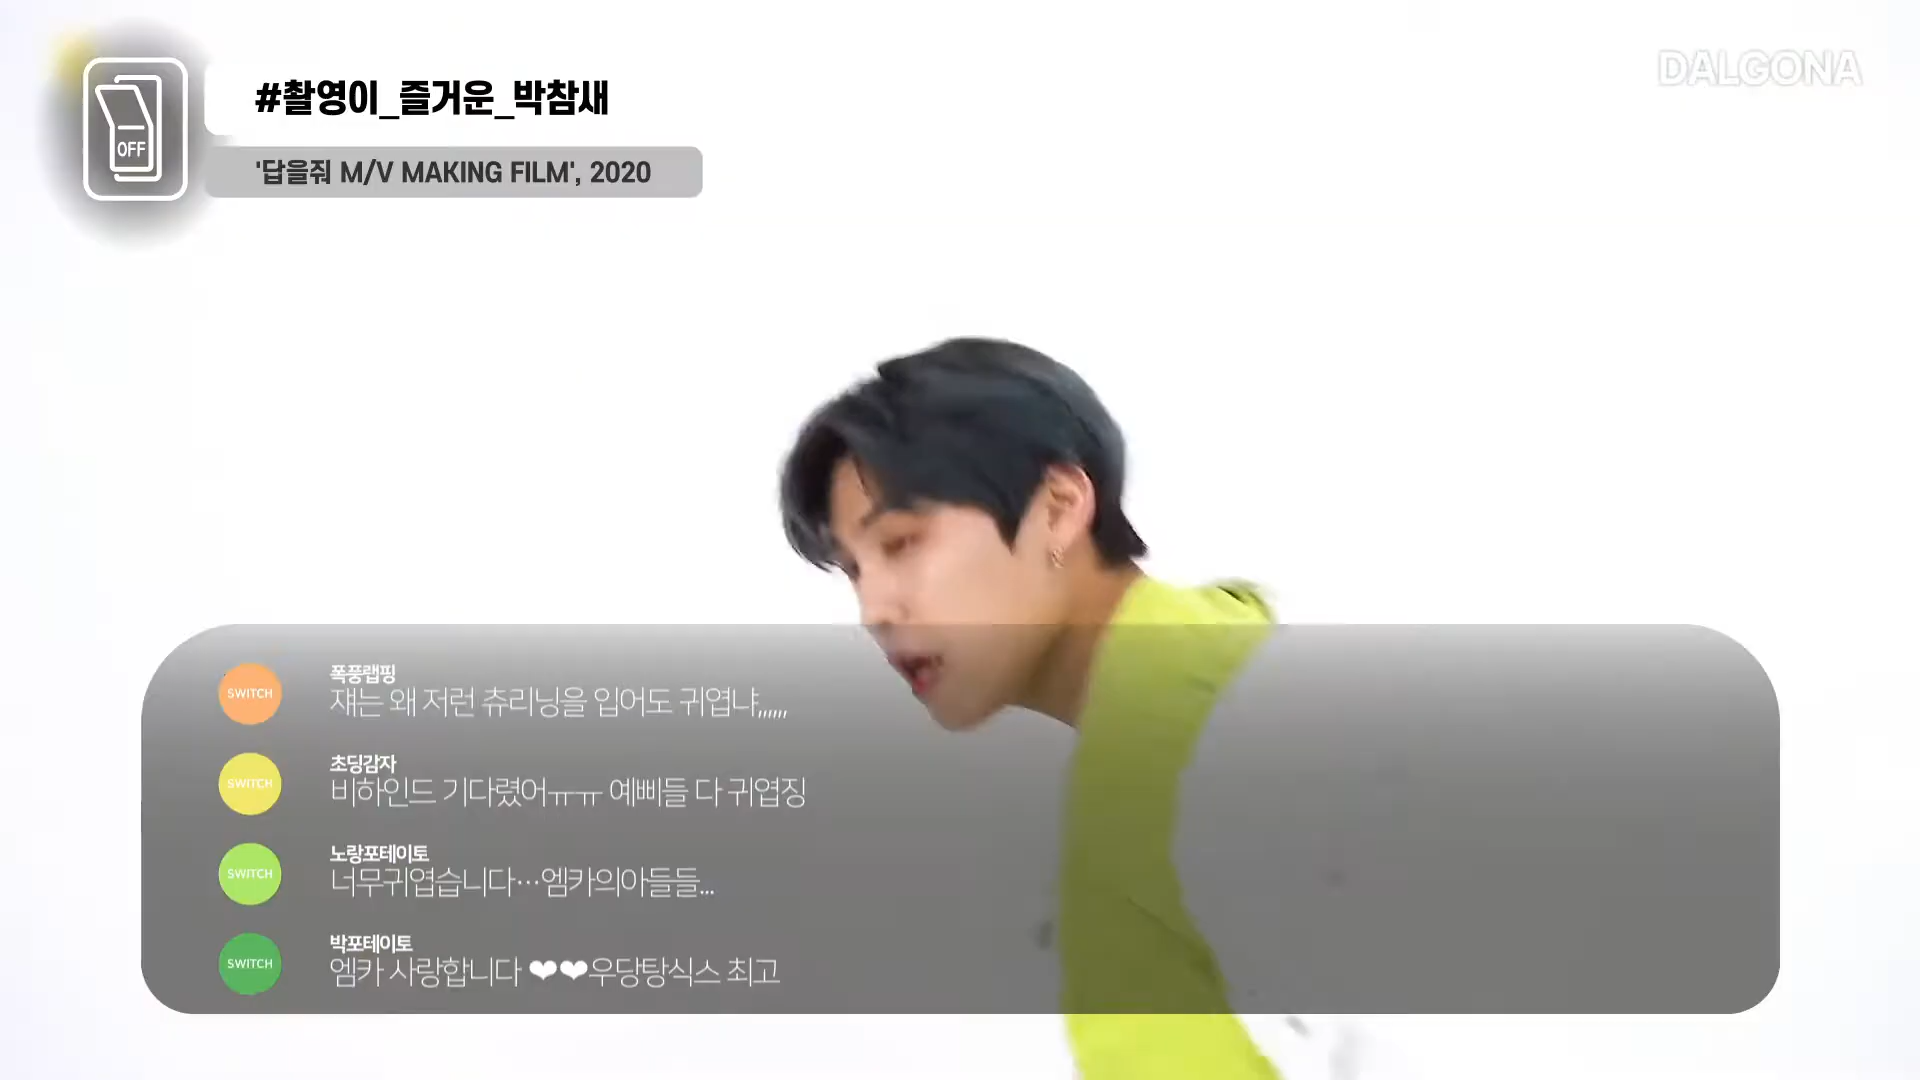 #촬영이_즐거운_박참새
DALGONA
OFF
'답을줘 M/V MAKING FILM', 2020
SWITCH
폭풍랩핑
쟤는 왜 저런 츄리닝을 입어도 귀엽냐,,,,,,
SWITCH
초딩감자
비하인드 기다렸어ㅠㅠ 예삐들 다 귀엽징
SWITCH
노랑포테이토
너무귀엽습니다…엠카의아들들...
SWITCH
박포테이토
엠카 사랑합니다 ❤❤우당탕식스 최고